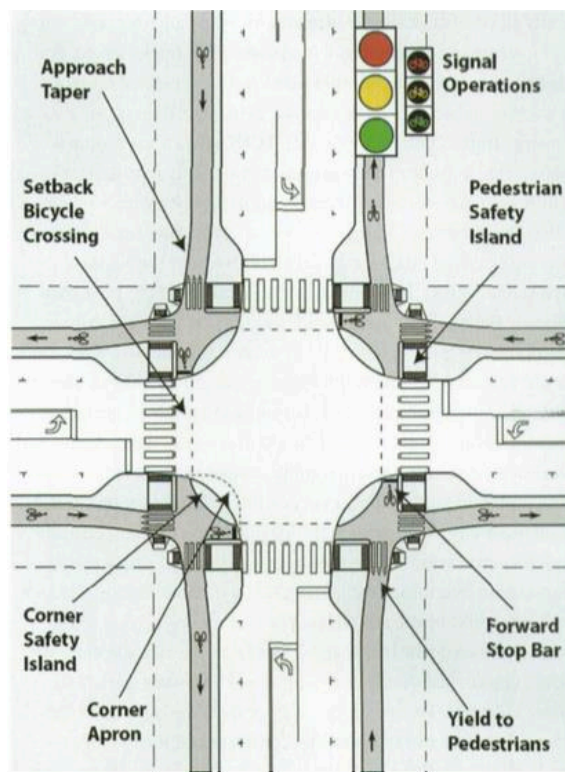 Approach
Taper
Signal
Operations
Setback
Bicycle
Crossing
Pedestrian
Safety
Island
Corner
Safety
Island
Forward
Stop Bar
Corner
Apron
Yield to
Pedestrians